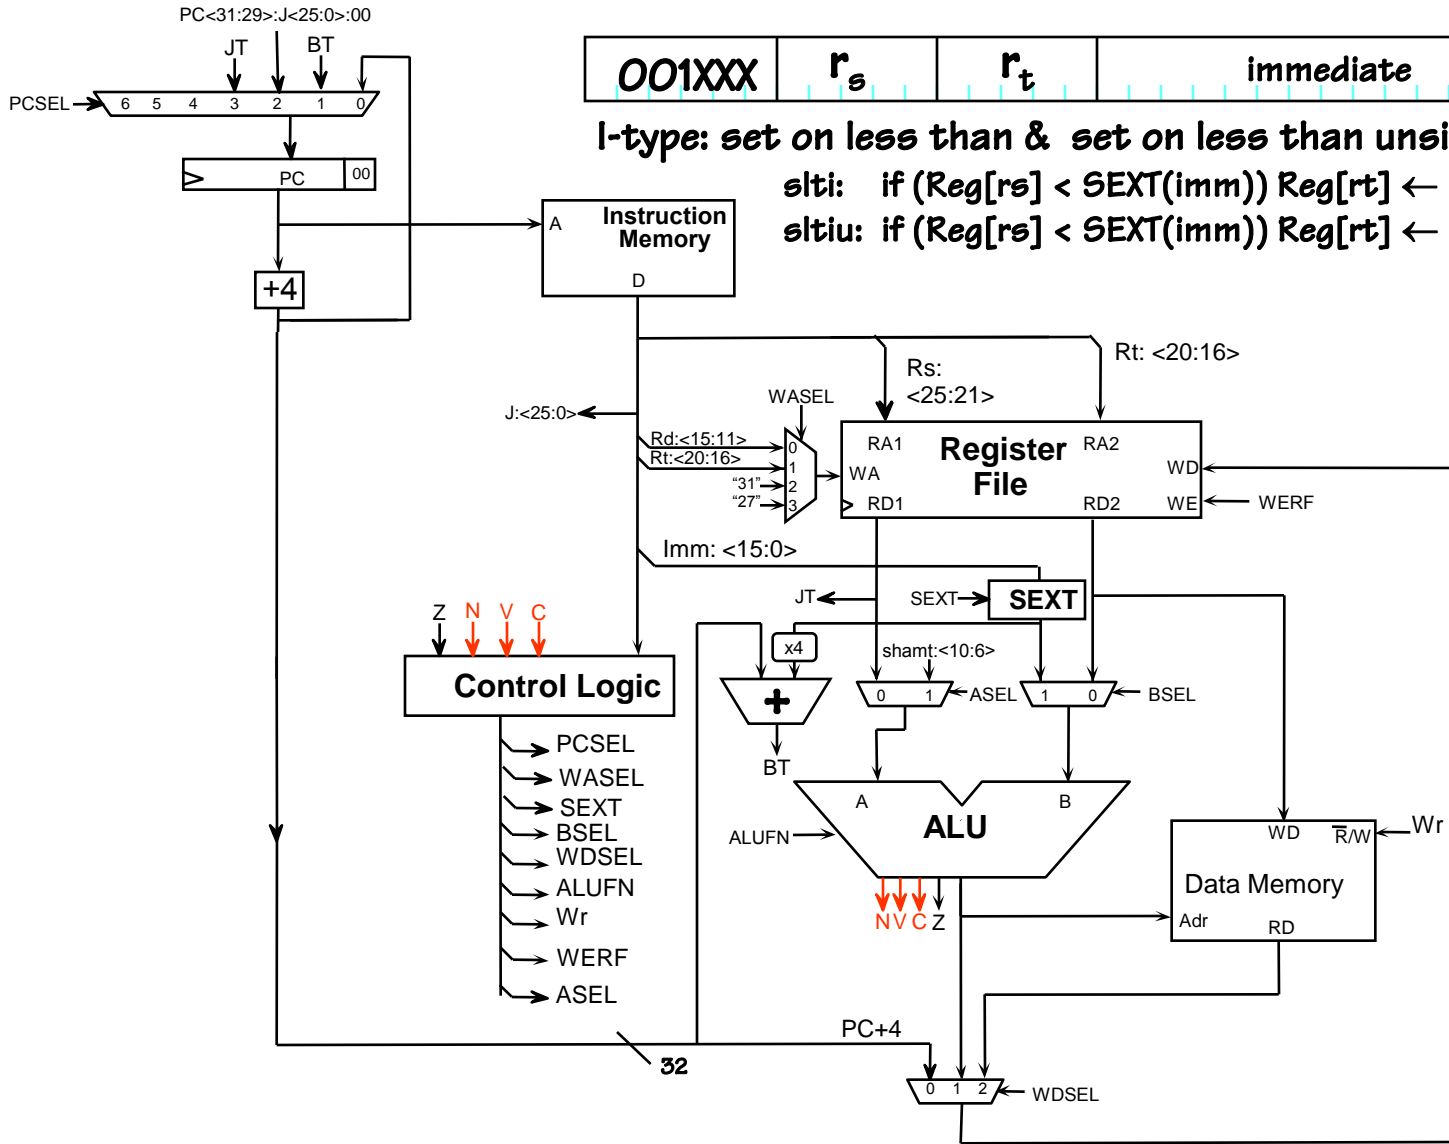 PC<31:29>:J<25:0>:00
JT
BT
PCSEL
6 5 4 3 2 1 0
PC
00
+4
001XXX
rs
rt
immediate
I-type: set on less than & set on less than unsi
slti: if (Reg[rs] < SEXT(imm)) Reg[rt] ←
sltiu: if (Reg[rs] < SEXT(imm)) Reg[rt] ←
A
Instruction
Memory
D
Rs:
<25:21>
Rt: <20:16>
J:<25:0>
WASEL
Rd:<15:11>
Rt:<20:16>
“31”
“27”
0
1
2
3
RA1
RA2
Register
File
WA
WD
RD1
RD2
WE
WERF
Imm: <15:0>
JT
SEXT
SEXT
Z
N
V
C
Control Logic
x4
shamt:<10:6>
+
BT
0 1
ASEL
1 0
BSEL
PCSEL
WASEL
SEXT
BSEL
WDSEL
ALUFN
Wr
WERF
ASEL
A
B
ALU
ALUFN
N V C Z
WD
R/W
Wr
Data Memory
Adr
RD
PC+4
32
0 1 2
WDSEL